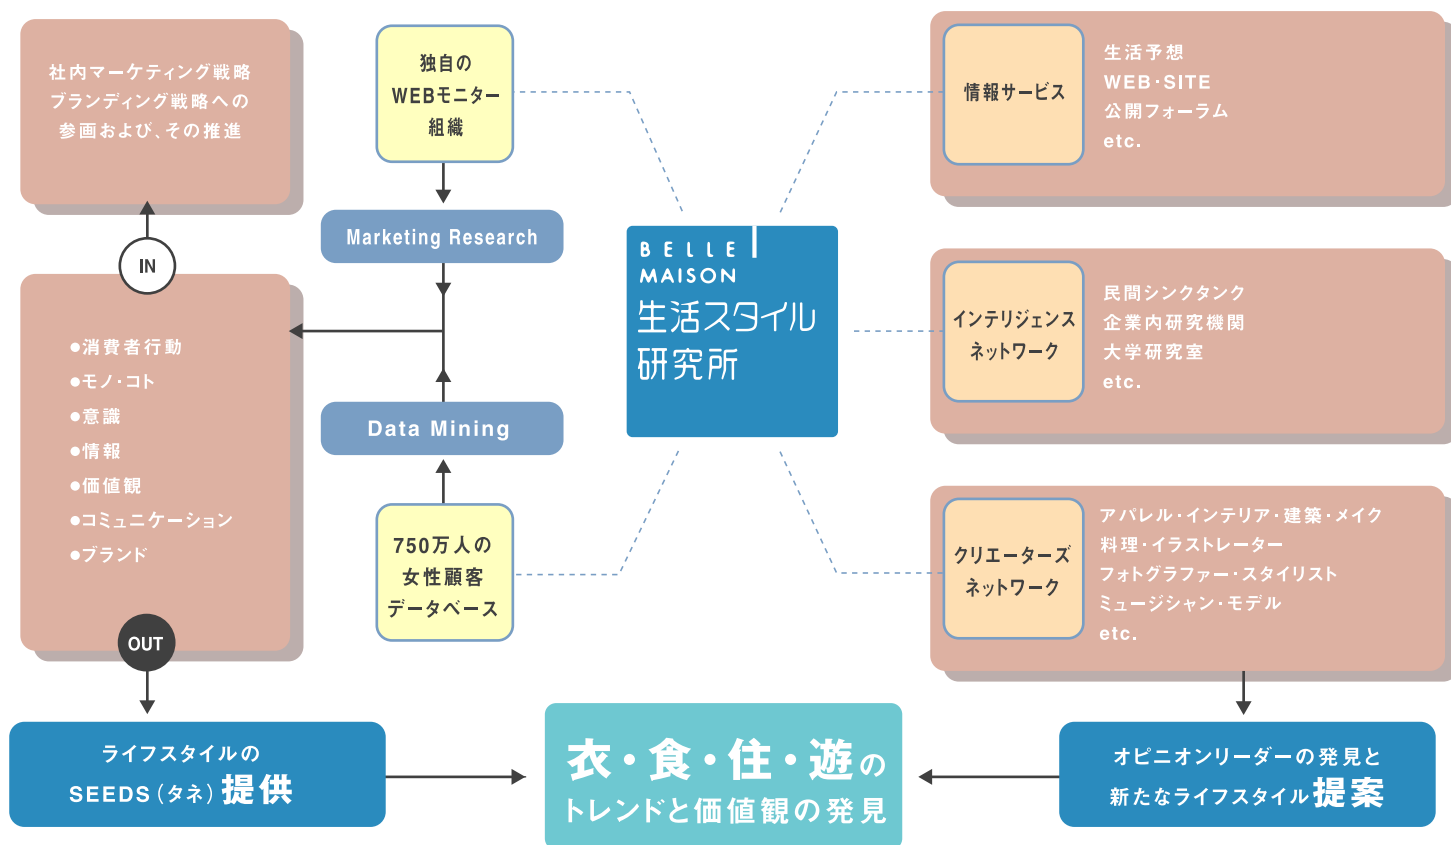 社内マーケティング戦略
ブランディング戦略への
参画および、その推進
IN
●消費者行動
●モノ・コト
●意識
●情報
●価値観
●コミュニケーション
●ブランド
OUT
ライフスタイルの
SEEDS（タネ）提供
独自の
WEBモニター
組織
Marketing Research
Data Mining
750万人の
女性顧客
データベース
BELLE
MAISON
生活スタイル
研究所
情報サービス
生活予想
WEB・SITE
公開フォーラム
etc.
インテリジェンス
ネットワーク
民間シンクタンク
企業内研究機関
大学研究室
etc.
クリエーターズ
ネットワーク
アパレル・インテリア・建築・メイク
料理・イラストレーター
フォトグラファー・スタイリスト
ミュージシャン・モデル
etc.
オピニオンリーダーの発見と
新たなライフスタイル提案
衣・食・住・遊の
トレンドと価値観の発見